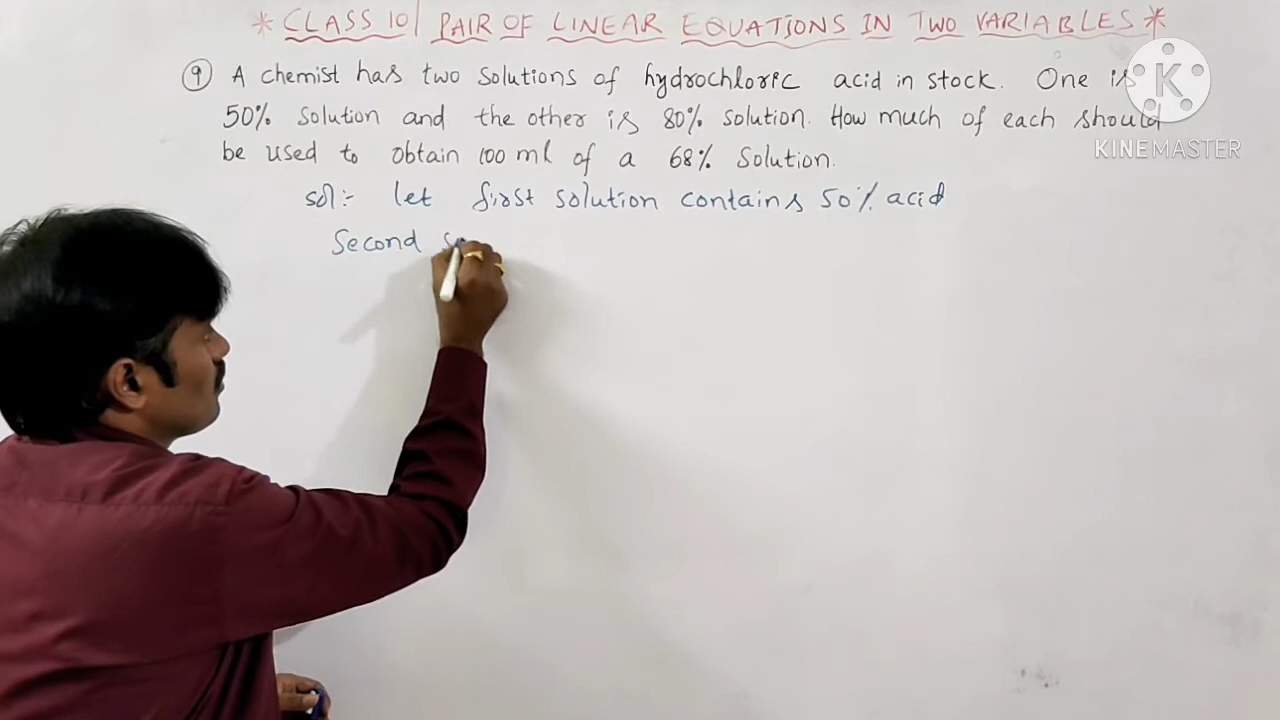 * CLASS 10 | PAIR OF LINEAR EQUATIONS IN TWO VARIABLES *
9 A chemist has two solutions of hydrochloric acid in stock. One is
50% solution and the other is 80% solution. How much of each should
be used to obtain 100 ml of a 68% solution.
sol:- let first solution contains 50% acid
Second
K
KINEMASTER